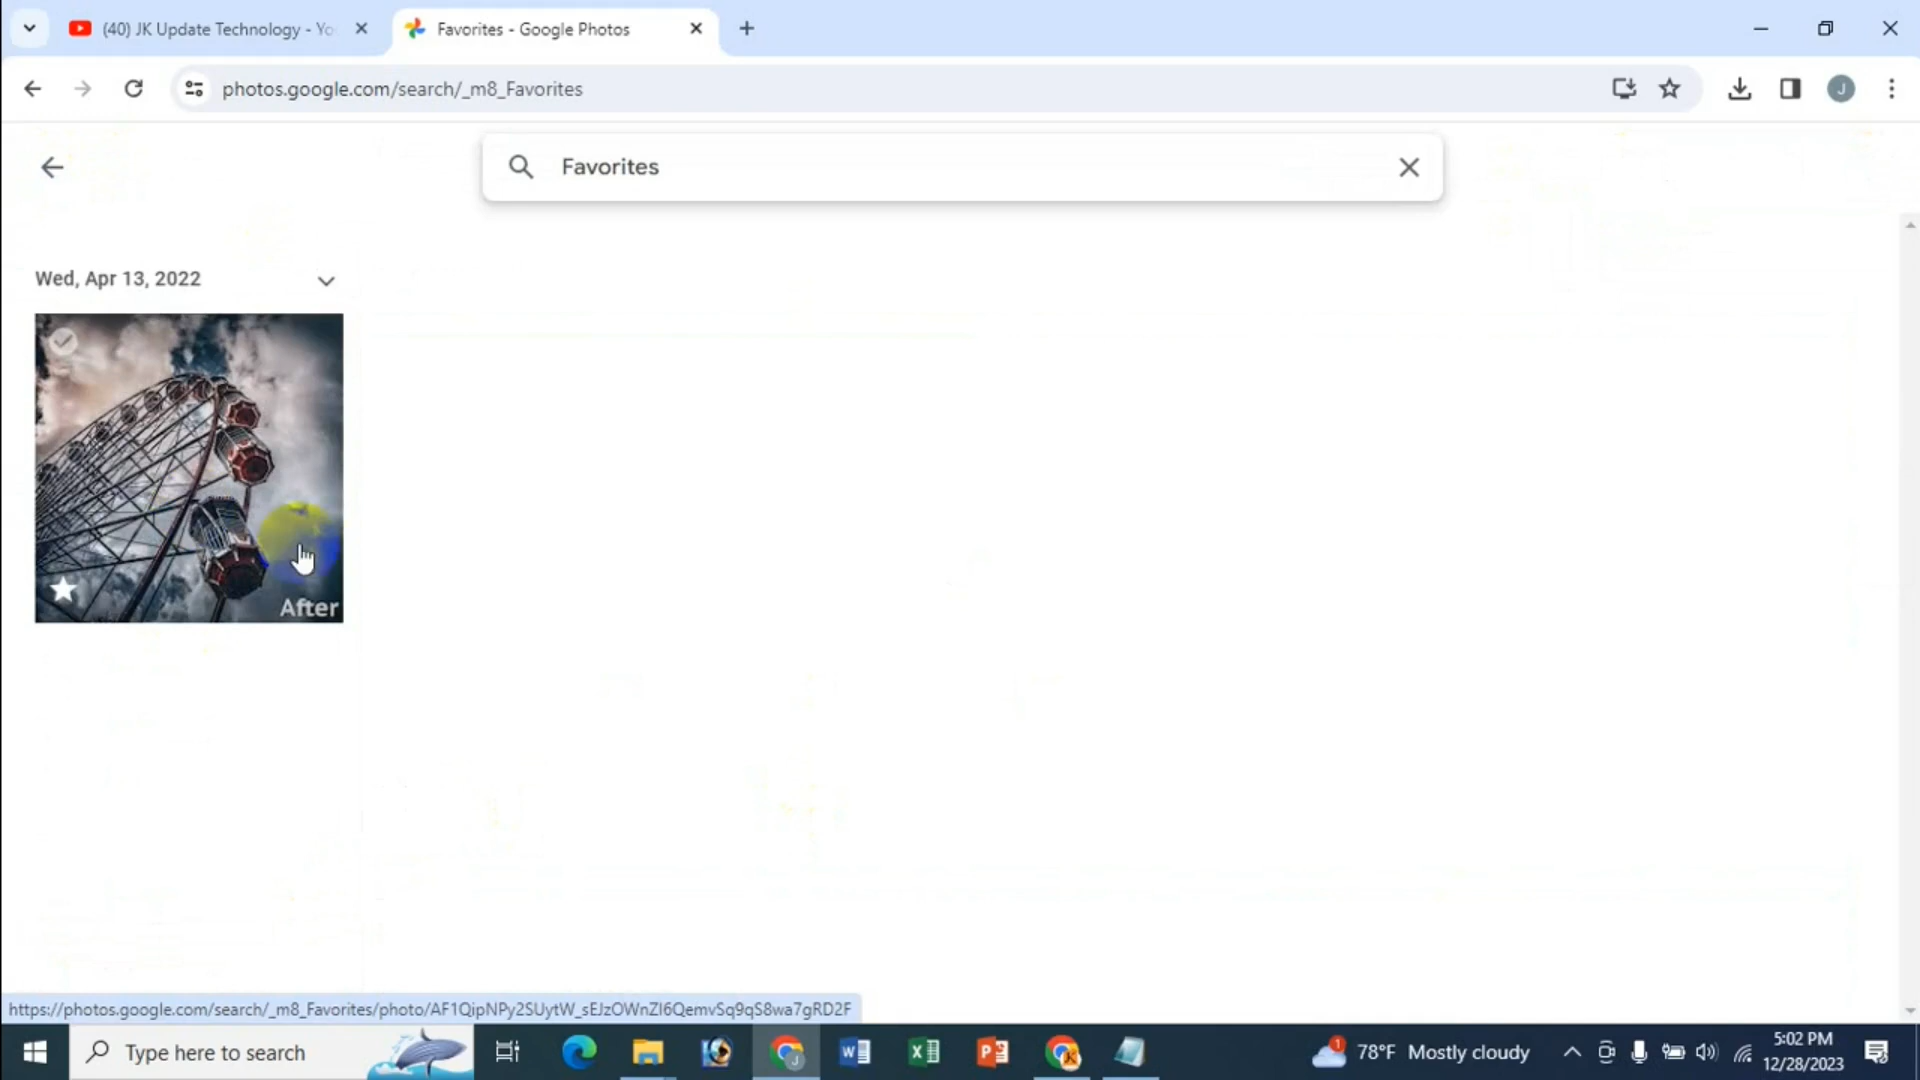 (40) JK Update Technology - Yo
Favorites - Google Photos
photos.google.com/search/_m8_Favorites
J
Favorites
Wed, Apr 13, 2022
After
https://photos.google.com/search/_m8_Favorites/photo/AF1QipNPy2SUytW_sEJzOWnZl6QemvSq9qS8wa7gRD2F
Type here to search
1
78°F Mostly cloudy
5:02 PM
12/28/2023